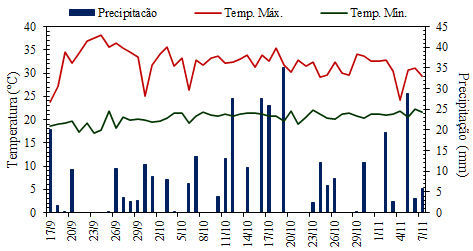 Precipitacão Temp. Máx. Temp. Min.
40 45
35 40
30 35
25 30
20 25
15 20
10 15
5 10
0 5
0
Temperatura (°C)
Precipitação (mm)
17/9 20/9 23/9 26/9 29/9 2/10 5/10 8/10 11/10 14/10 17/10 20/10 23/10 26/10 30/10 1/11 4/11 7/11